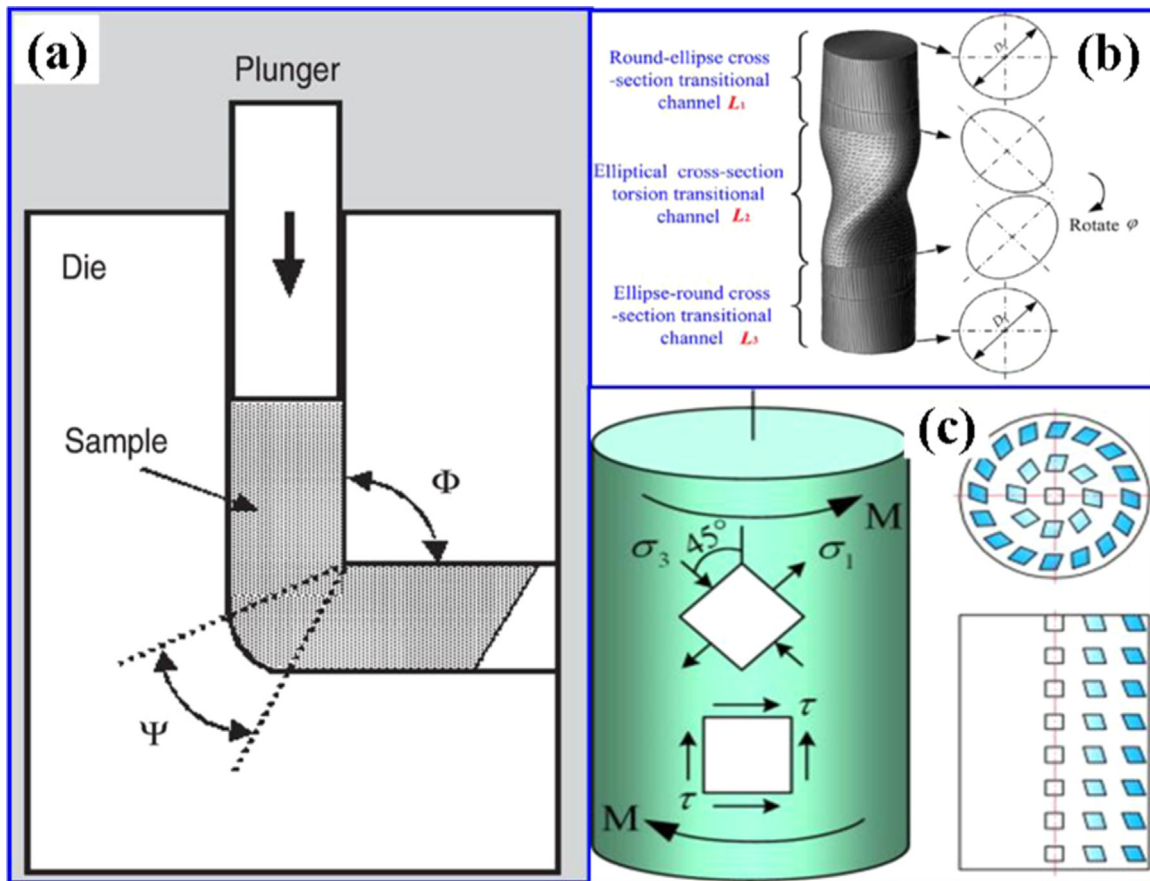 (a)
Plunger
Die
Sample
Φ
Ψ
(b)
Round-ellipse cross
-section transitional
channel L₁
Elliptical cross-section
torsion transitional
channel L₂
Ellipse-round cross
-section transitional
channel L₃
D
Rotate φ
D
(c)
M
σ₃
45°
σ₁
τ
τ
M